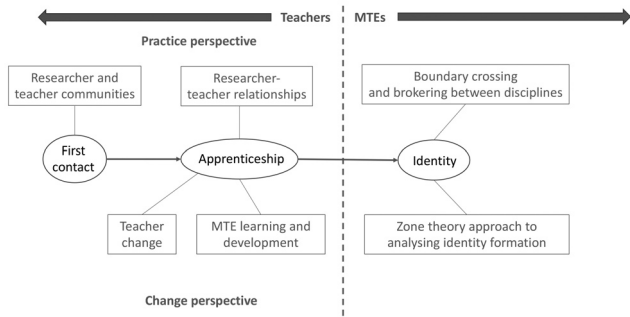 Teachers MTEs
Practice perspective
Researcher and
teacher communities
Researcher-
teacher relationships
Boundary crossing
and brokering between disciplines
First
contact
Apprenticeship
Identity
Teacher
change
MTE learning and
development
Zone theory approach to
analysing identity formation
Change perspective